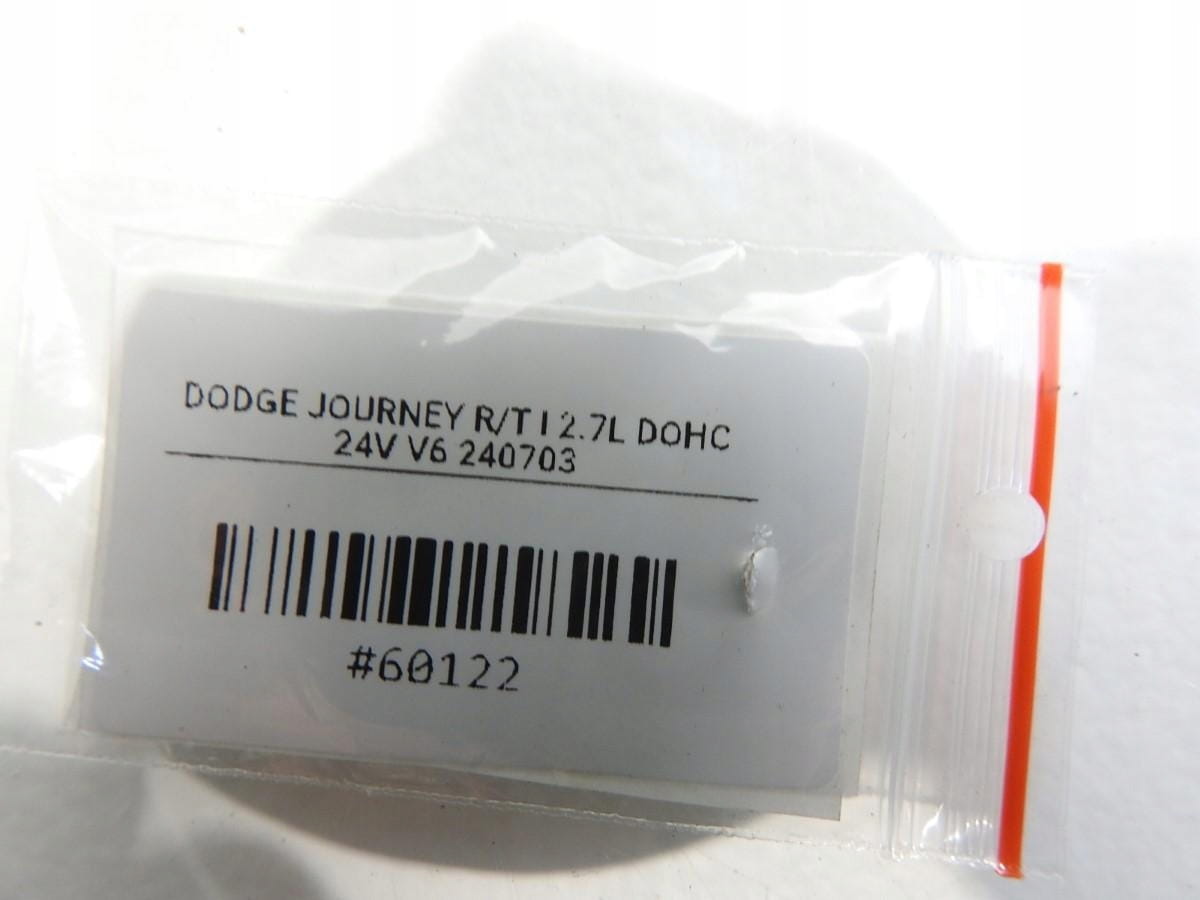 DODGE JOURNEY R/T I 2.7L DOHC
24V V6 240703
#60122